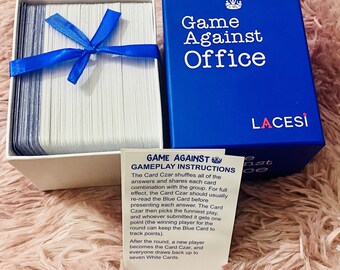 Game
Against
Office
LACESI
Game Against
Office
GAME AGAINST
GAMEPLAY INSTRUCTIONS
The Card Czar shuffles all of the
answers and shares each card
combination with the group. For full
effect, the Card Czar should usually
re-read the Blue Card before
presenting each answer. The Card
Czar then picks the funniest play,
and whoever submitted it gets one
point (the winning player for the
round can keep the Blue Card to
track points).
After the round, a new player
becomes the Card Czar, and
everyone draws back up to
seven White Cards.